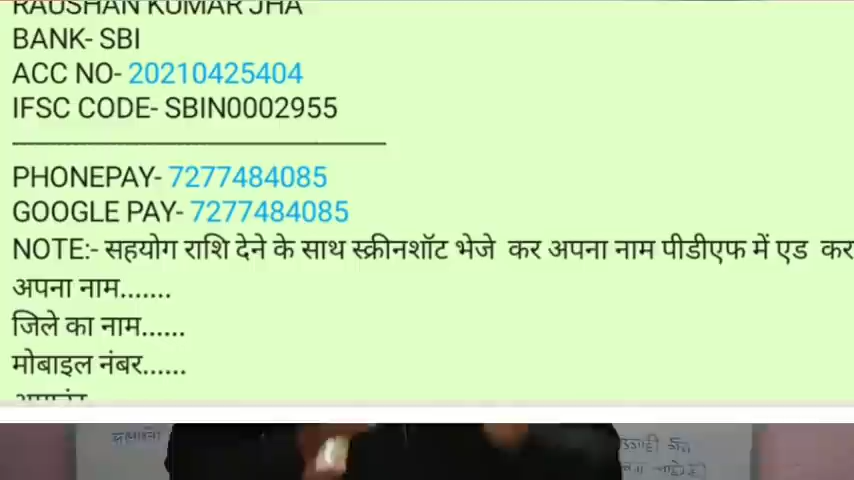 RAUSHAN KUMAR JHA
BANK- SBI
ACC NO- 20210425404
IFSC CODE- SBIN0002955
PHONEPAY- 7277484085
GOOGLE PAY- 7277484085
NOTE:- सहयोग राशि देने के साथ स्क्रीनशॉट भेजे कर अपना नाम पीडीएफ में एड कर
अपना नाम.......
जिले का नाम......
मोबाइल नंबर......